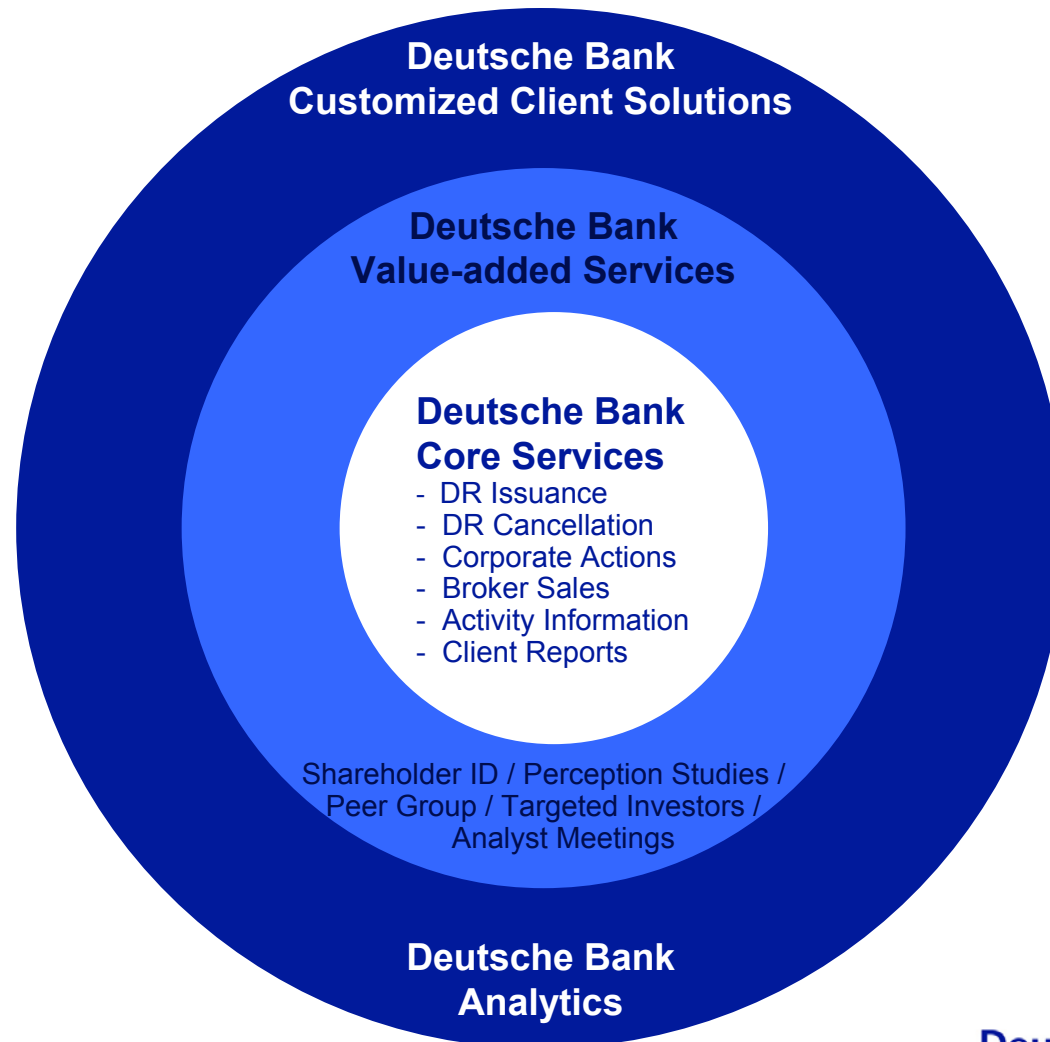 Deutsche Bank
Customized Client Solutions
Deutsche Bank
Value-added Services
Deutsche Bank
Core Services
- DR Issuance
- DR Cancellation
- Corporate Actions
- Broker Sales
- Activity Information
- Client Reports
Shareholder ID / Perception Studies /
Peer Group / Targeted Investors /
Analyst Meetings
Deutsche Bank
Analytics